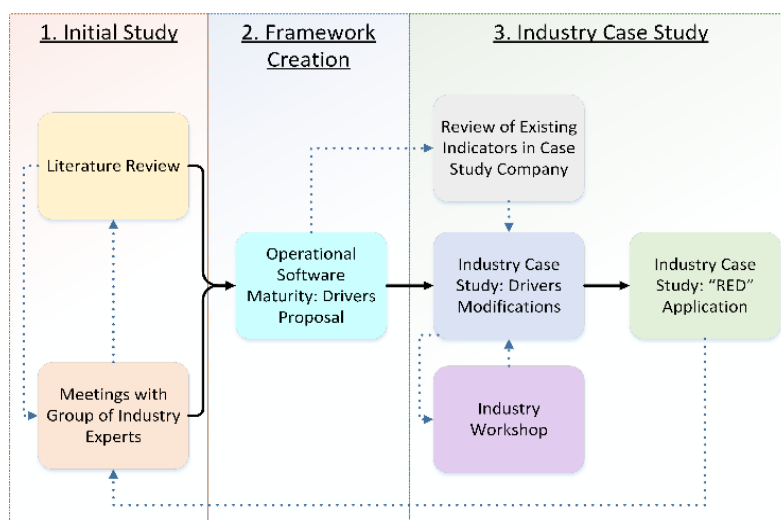 1. Initial Study
2. Framework
Creation
3. Industry Case Study
Literature Review
Meetings with
Group of Industry
Experts
Operational
Software
Maturity: Drivers
Proposal
Review of Existing
Indicators in Case
Study Company
Industry Case
Study: Drivers
Modifications
Industry
Workshop
Industry Case
Study: “RED”
Application